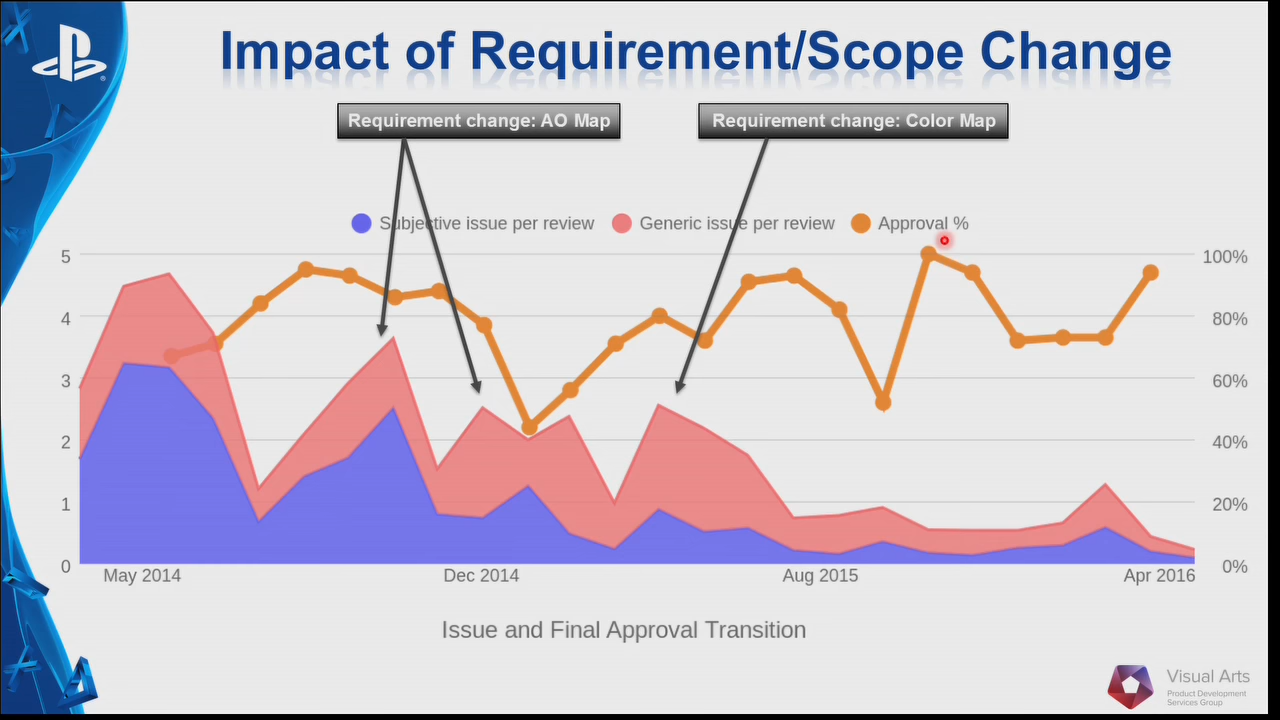 Impact of Requirement/Scope Change
Requirement change: AO Map
Requirement change: Color Map
Subjective issue per review
Generic issue per review
Approval %
5
100%
4
80%
3
60%
2
40%
1
20%
0
0%
May 2014
Dec 2014
Aug 2015
Apr 2016
Issue and Final Approval Transition
Visual Arts
Product Development
Services Group